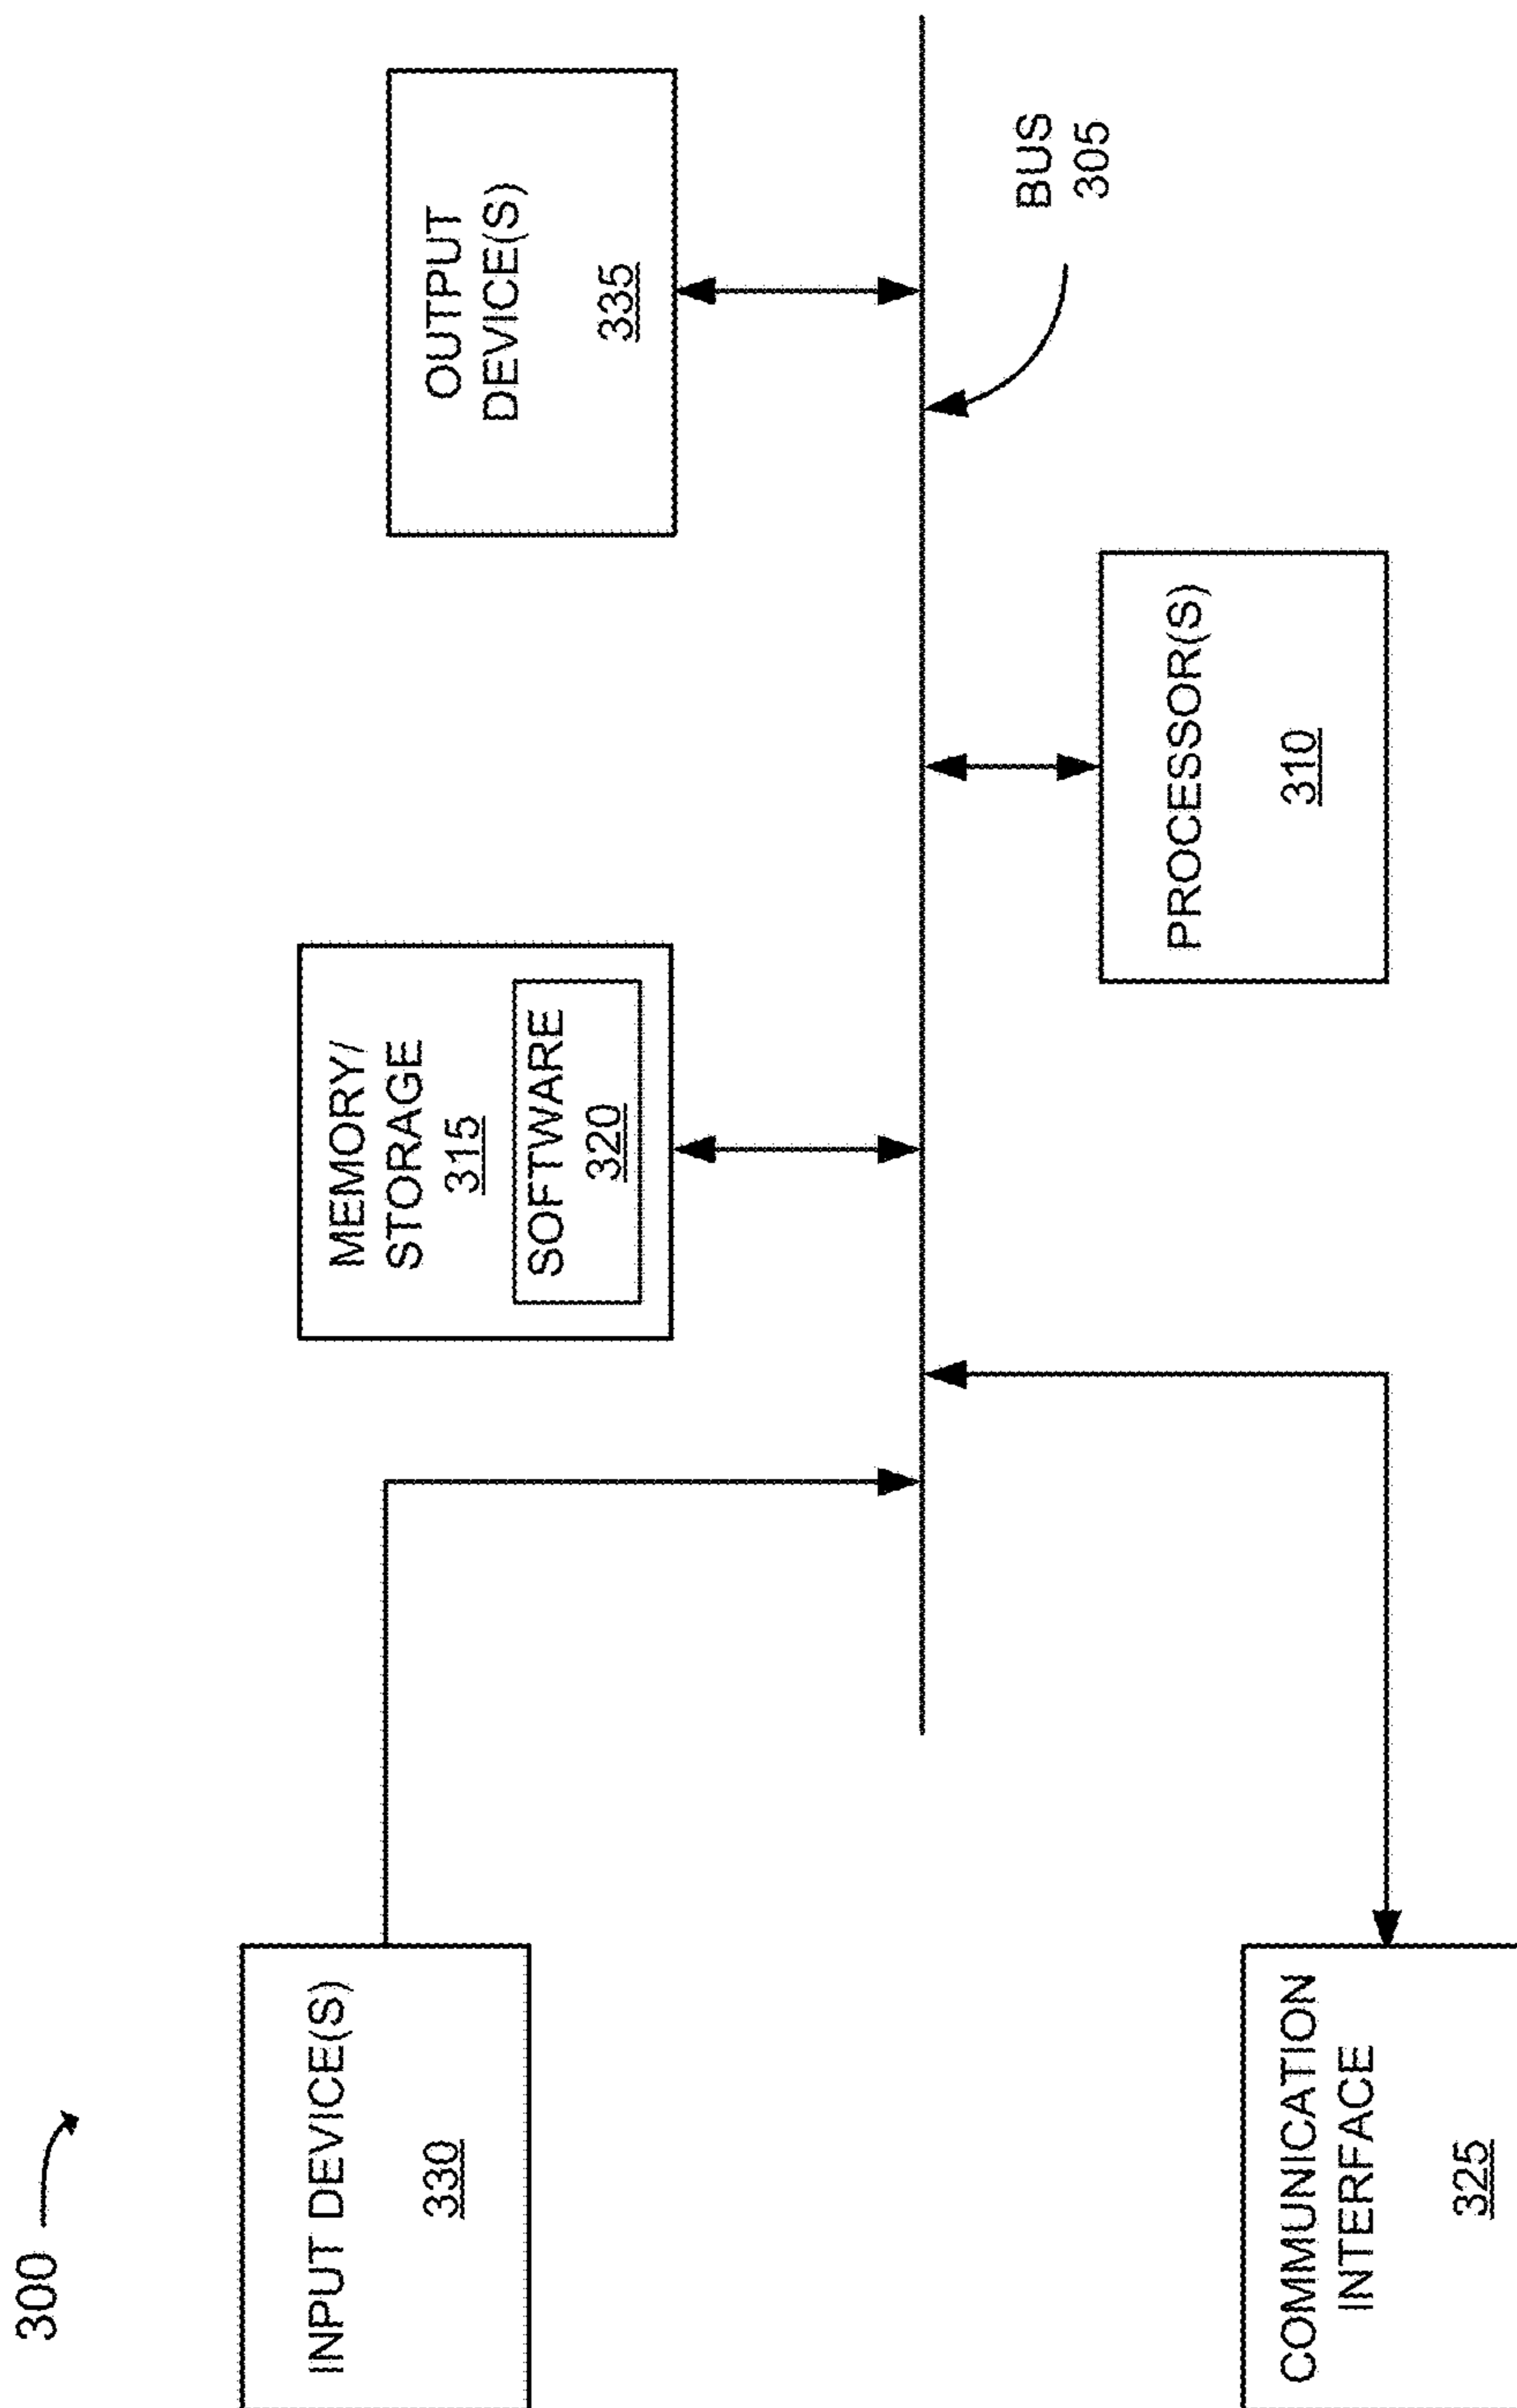 300
INPUT DEVICE(S)
330
MEMORY/
STORAGE
315
SOFTWARE
320
OUTPUT
DEVICE(S)
335
BUS
305
PROCESSOR(S)
310
COMMUNICATION
INTERFACE
325